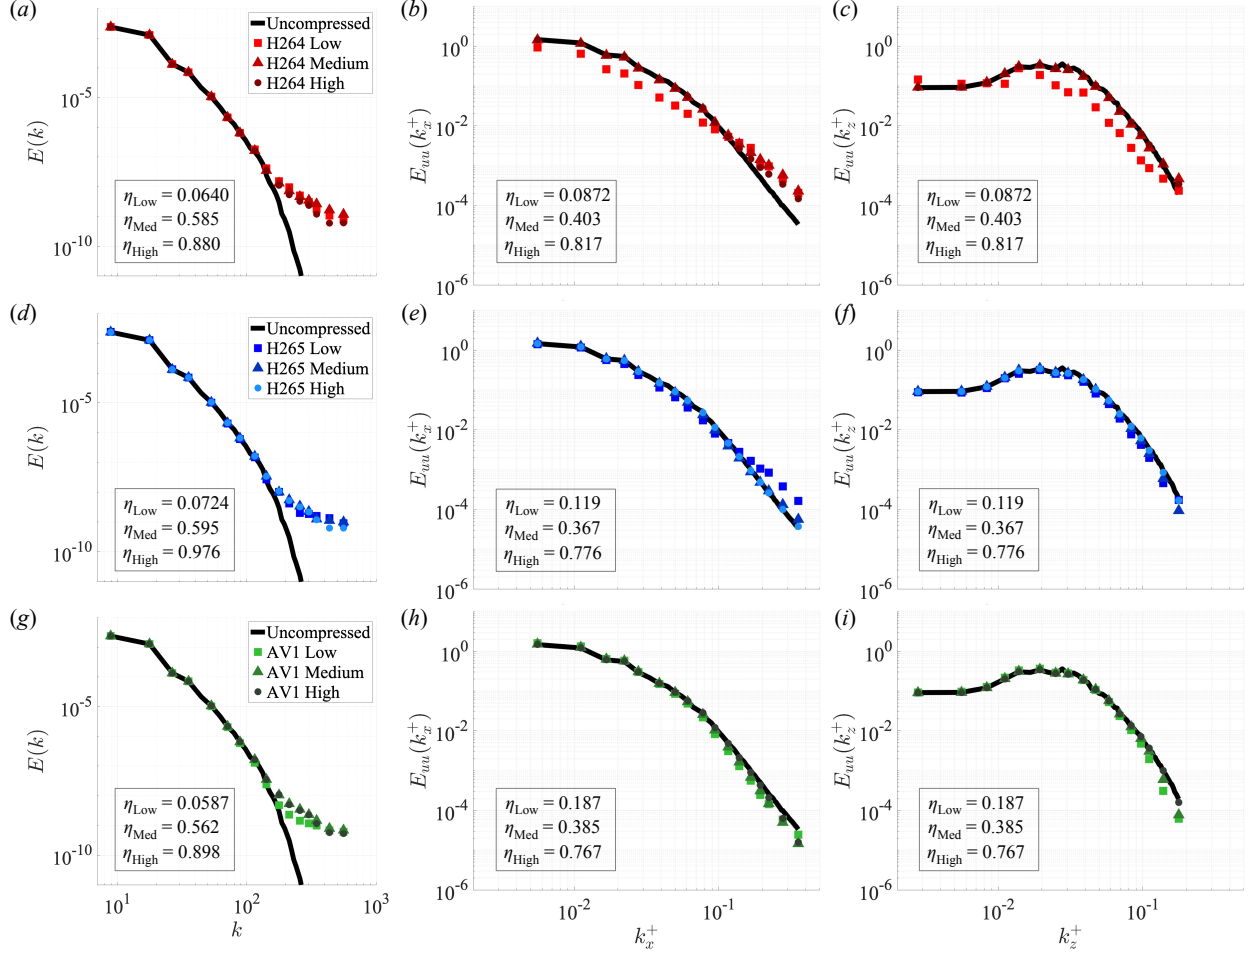 (a)
Uncompressed
H264 Low
H264 Medium
H264 High
10^-5
10^-10
E(k)
η_Low = 0.0640
η_Med = 0.585
η_High = 0.880
(b)
10^0
10^-2
10^-4
10^-6
E_uu(k_x^+)
η_Low = 0.0872
η_Med = 0.403
η_High = 0.817
(c)
10^0
10^-2
10^-4
10^-6
E_uu(k_z^+)
η_Low = 0.0872
η_Med = 0.403
η_High = 0.817
(d)
Uncompressed
H265 Low
H265 Medium
H265 High
10^-5
10^-10
E(k)
η_Low = 0.0724
η_Med = 0.595
η_High = 0.976
(e)
10^0
10^-2
10^-4
10^-6
E_uu(k_x^+)
η_Low = 0.119
η_Med = 0.367
η_High = 0.776
(f)
10^0
10^-2
10^-4
10^-6
E_uu(k_z^+)
η_Low = 0.119
η_Med = 0.367
η_High = 0.776
(g)
Uncompressed
AV1 Low
AV1 Medium
AV1 High
10^-5
10^-10
E(k)
η_Low = 0.0587
η_Med = 0.562
η_High = 0.898
10^1 10^2 10^3
k
(h)
10^0
10^-2
10^-4
10^-6
E_uu(k_x^+)
η_Low = 0.187
η_Med = 0.385
η_High = 0.767
10^-2 10^-1
k_x^+
(i)
10^0
10^-2
10^-4
10^-6
E_uu(k_z^+)
η_Low = 0.187
η_Med = 0.385
η_High = 0.767
10^-2 10^-1
k_z^+